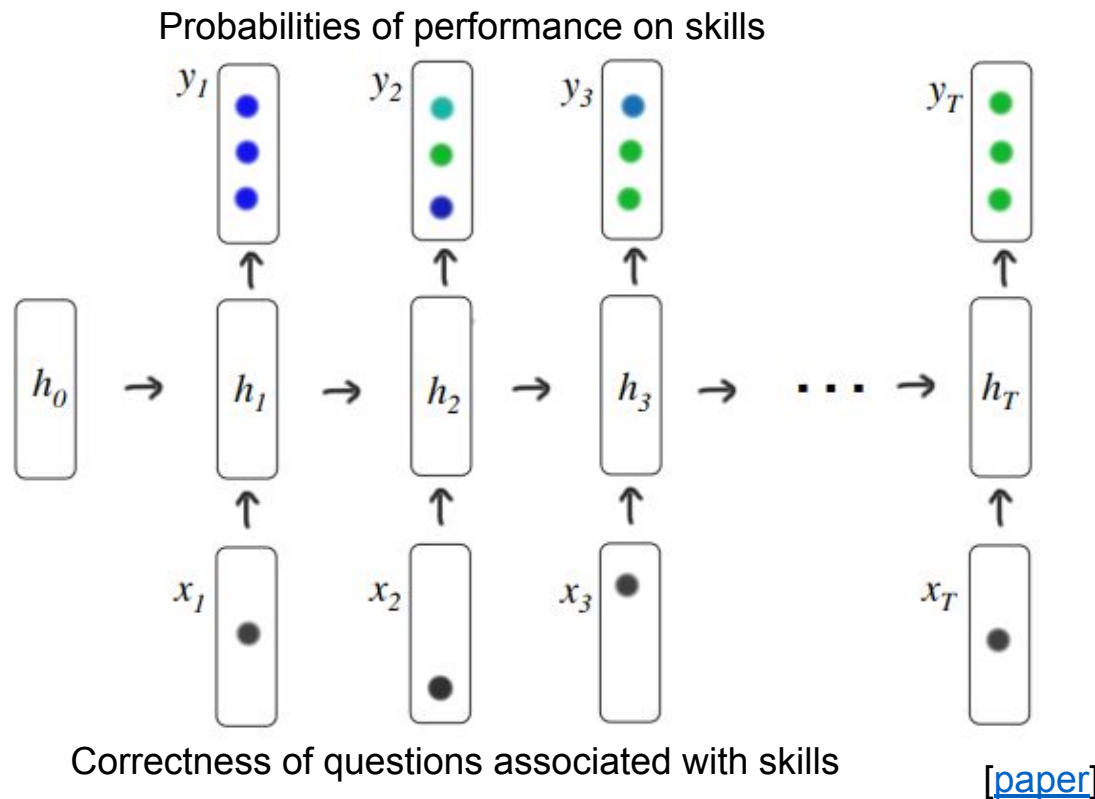 Probabilities of performance on skills
y1 y2 y3 yT
h0 h1 h2 h3 ... hT
x1 x2 x3 xT
Correctness of questions associated with skills
[paper]